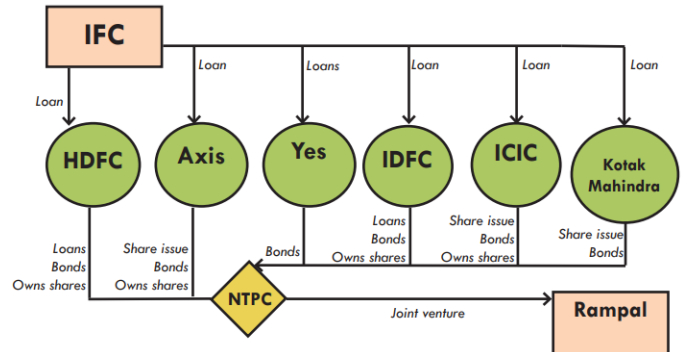 IFC
Loan
Loans
Loan
Loan
Loan
Loan
HDFC
Axis
Yes
IDFC
ICIC
Kotak
Mahindra
Loans
Bonds
Owns shares
Share issue
Bonds
Owns shares
Bonds
Loans
Bonds
Owns shares
Share issue
Bonds
Owns shares
Share issue
Bonds
NTPC
Joint venture
Rampal